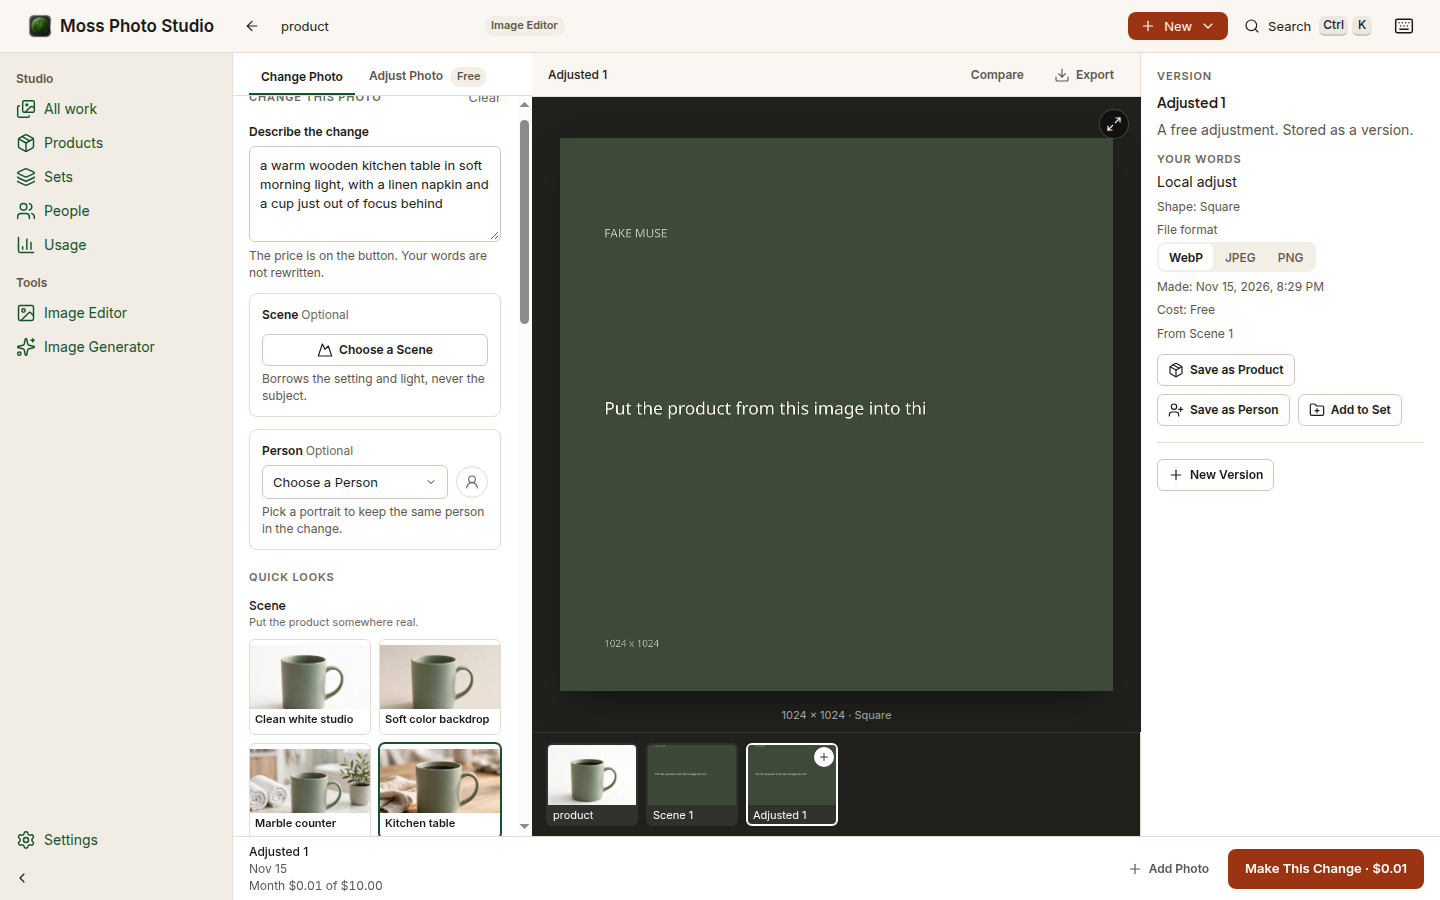 Moss Photo Studio
product
Image Editor
New
Search
Ctrl
K
Studio
All work
Products
Sets
People
Usage
Tools
Image Editor
Image Generator
Settings
Change Photo
Adjust Photo
Free
CHANGE THIS PHOTO
Clear
Describe the change
a warm wooden kitchen table in soft
morning light, with a linen napkin and
a cup just out of focus behind
The price is on the button. Your words are
not rewritten.
Scene Optional
Choose a Scene
Borrows the setting and light, never the
subject.
Person Optional
Choose a Person
Pick a portrait to keep the same person
in the change.
QUICK LOOKS
Scene
Put the product somewhere real.
Clean white studio
Soft color backdrop
Marble counter
Kitchen table
Adjusted 1
Compare
Export
FAKE MUSE
Put the product from this image into thi
1024 x 1024
1024 × 1024 · Square
product
Scene 1
Adjusted 1
VERSION
Adjusted 1
A free adjustment. Stored as a version.
YOUR WORDS
Local adjust
Shape: Square
File format
WebP
JPEG
PNG
Made: Nov 15, 2026, 8:29 PM
Cost: Free
From Scene 1
Save as Product
Save as Person
Add to Set
New Version
Adjusted 1
Nov 15
Month $0.01 of $10.00
Add Photo
Make This Change · $0.01